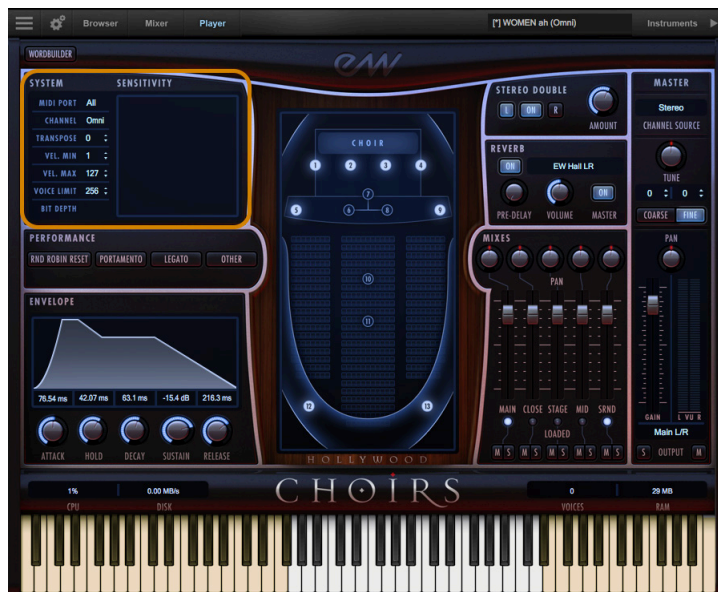 Browser Mixer Player [*] WOMEN ah (Omni) Instruments
WORDBUILDER
EW
SYSTEM SENSITIVITY
MIDI PORT All
CHANNEL Omni
TRANSPOSE 0
VEL. MIN 1
VEL. MAX 127
VOICE LIMIT 256
BIT DEPTH
PERFORMANCE
RND ROBIN RESET PORTAMENTO LEGATO OTHER
ENVELOPE
76.54 ms 42.07 ms 63.1 ms -15.4 dB 216.3 ms
ATTACK HOLD DECAY SUSTAIN RELEASE
CHOIR
1 2 3 4
7
5 6 8 9
10
11
12 13
HOLLYWOOD
CHOIRS
STEREO DOUBLE
L ON R
AMOUNT
REVERB
ON EW Hall LR
ON
PRE-DELAY VOLUME MASTER
MIXES
PAN
MAIN CLOSE STAGE MID SRND
LOADED
M S M S M S M S M S
MASTER
Stereo
CHANNEL SOURCE
TUNE
0 0
COARSE FINE
PAN
GAIN L VU R
Main L/R
S OUTPUT M
1% 0.00 MB/s
CPU DISK
0 29 MB
VOICES RAM